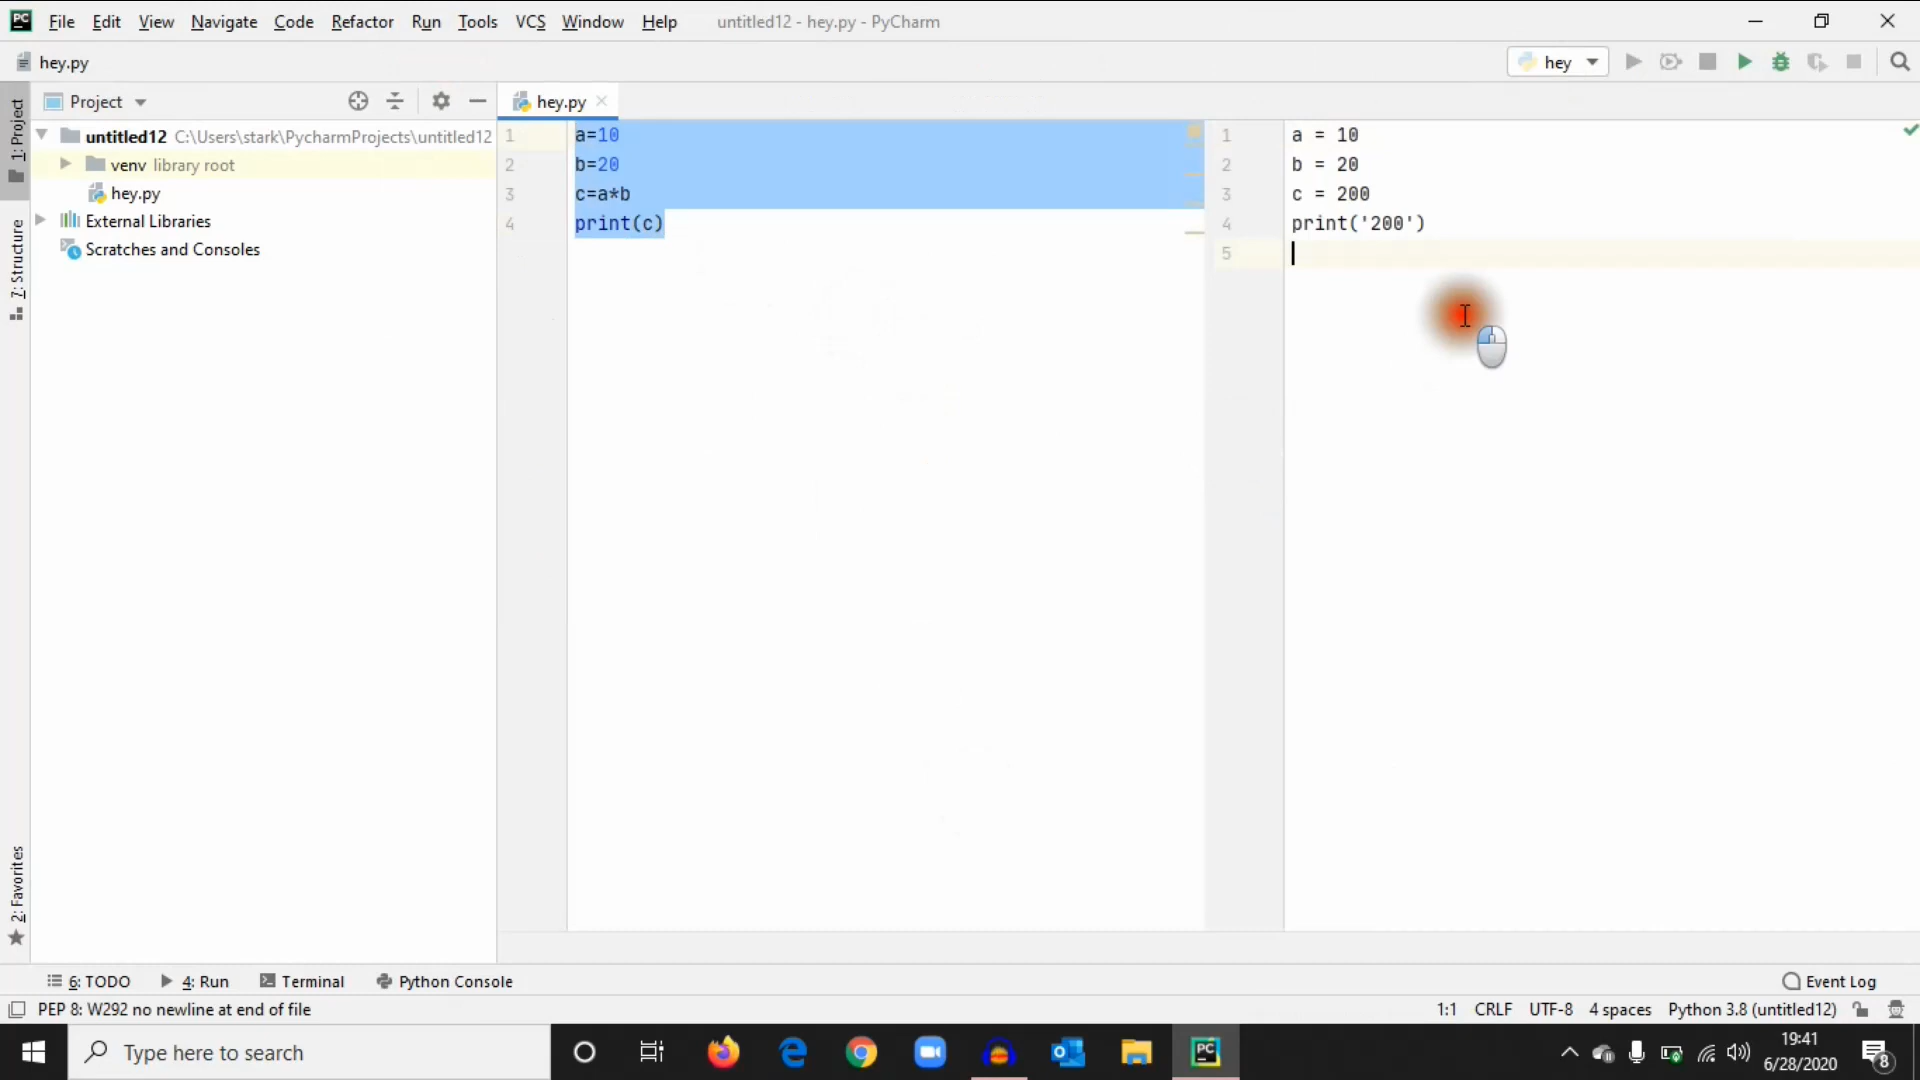 PC File Edit View Navigate Code Refactor Run Tools VCS Window Help untitled12 - hey.py - PyCharm
hey.py
hey
1: Project
Project
untitled12 C:\Users\stark\PycharmProjects\untitled12
venv library root
hey.py
External Libraries
Scratches and Consoles
7: Structure
2: Favorites
hey.py
1 a=10
2 b=20
3 c=a*b
4 print(c)
1 a = 10
2 b = 20
3 c = 200
4 print('200')
5
6: TODO 4: Run Terminal Python Console Event Log
PEP 8: W292 no newline at end of file 1:1 CRLF UTF-8 4 spaces Python 3.8 (untitled12)
Type here to search PC 19:41
6/28/2020 8